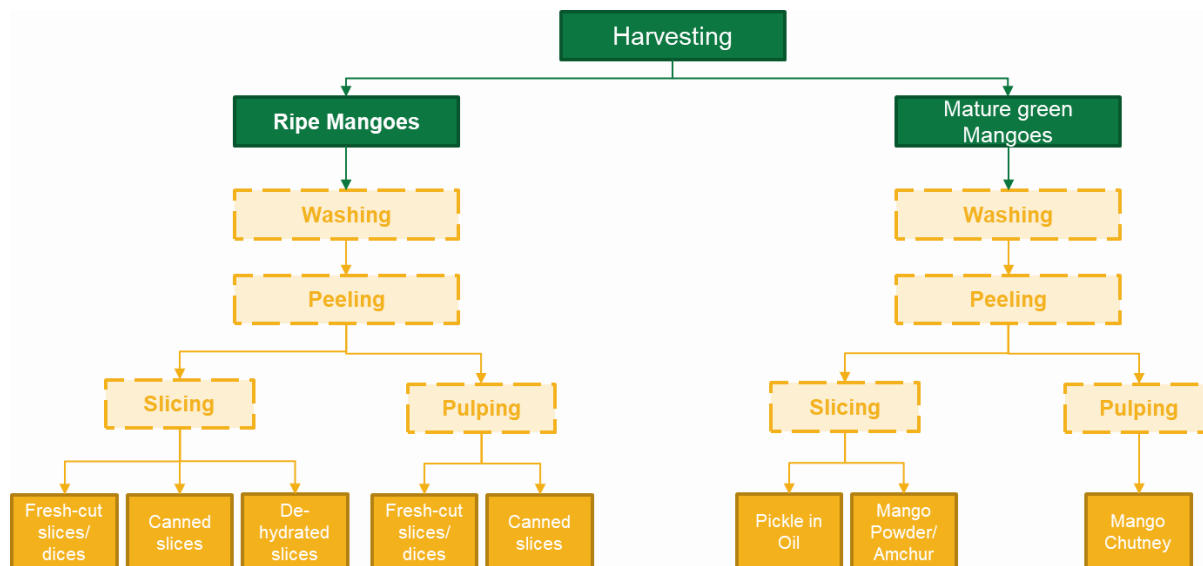 Harvesting
Ripe Mangoes
Mature green
Mangoes
Washing
Washing
Peeling
Peeling
Slicing
Pulping
Slicing
Pulping
Fresh-cut
slices/
dices
Canned
slices
De-
hydrated
slices
Fresh-cut
slices/
dices
Canned
slices
Pickle in
Oil
Mango
Powder/
Amchur
Mango
Chutney